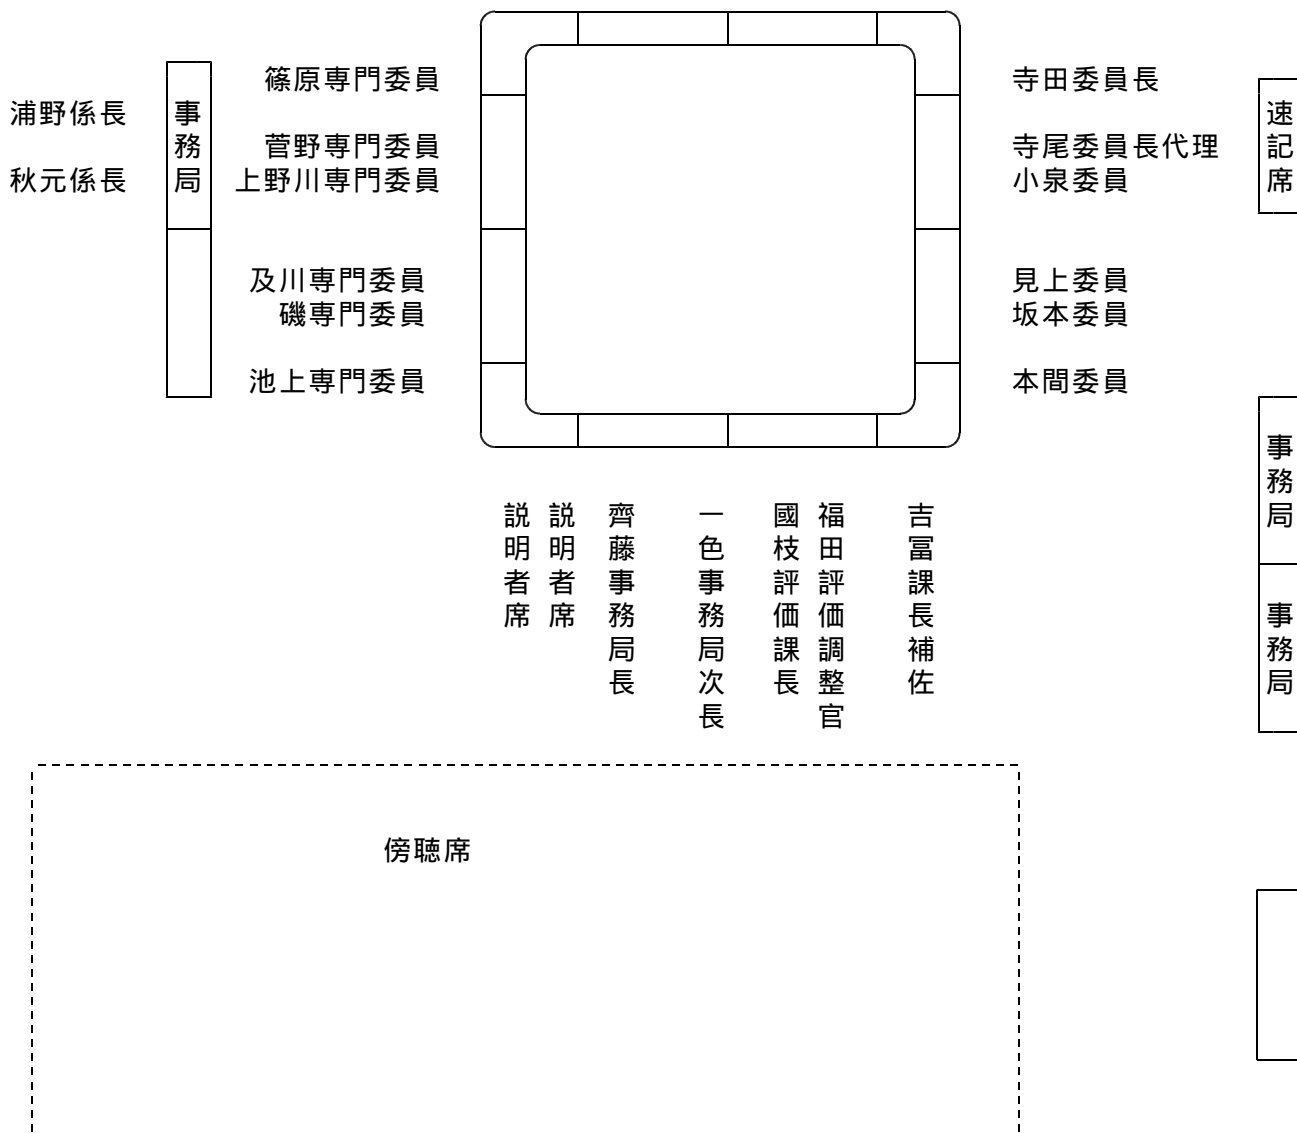 篠原専門委員
寺田委員長
浦野係長
事務局
菅野専門委員
寺尾委員長代理
速記席
秋元係長
上野川専門委員
小泉委員
及川専門委員
見上委員
磯専門委員
坂本委員
池上専門委員
本間委員
事務局
説明者席
説明者席
齊藤事務局長
一色事務局次長
國枝評価課長
福田評価調整官
吉冨課長補佐
事務局
傍聴席